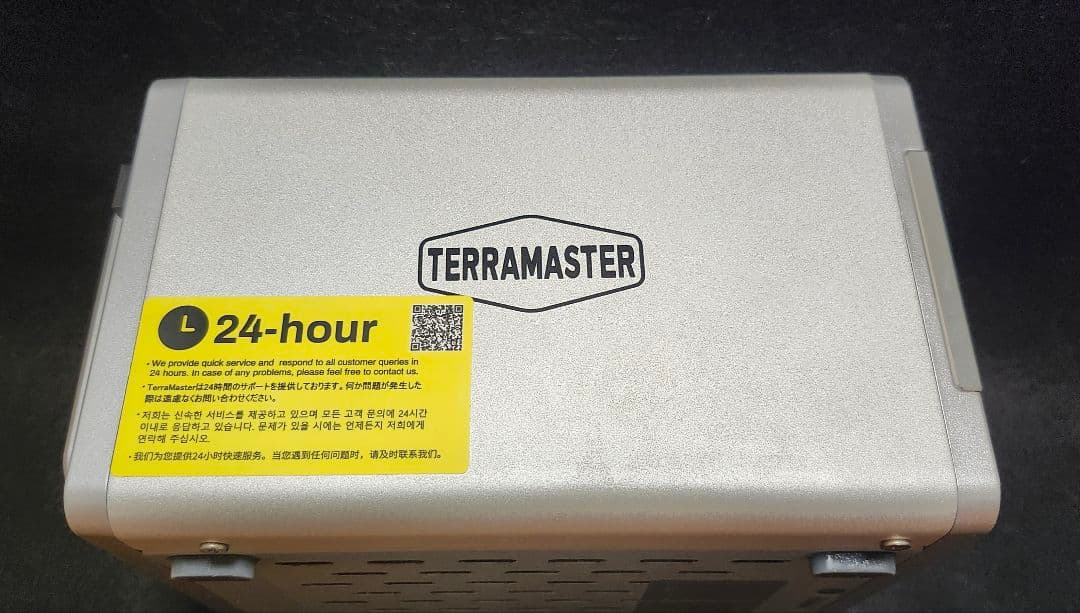 TERRAMASTER
24-hour
• We provide quick service and respond to all customer queries in
24 hours. In case of any problems, please feel free to contact us.
• TerraMasterは24時間のサポートを提供しております。何か問題が発生した
際は遠慮なくお問い合わせください。
• 저희는 신속한 서비스를 제공하고 있으며 모든 고객 문의에 24시간
이내로 응답하고 있습니다. 문제가 있을 시에는 언제든지 저희에게
연락해 주십시오.
• 我们为您提供24小时快速服务。当您遇到任何问题时，请及时联系我们。